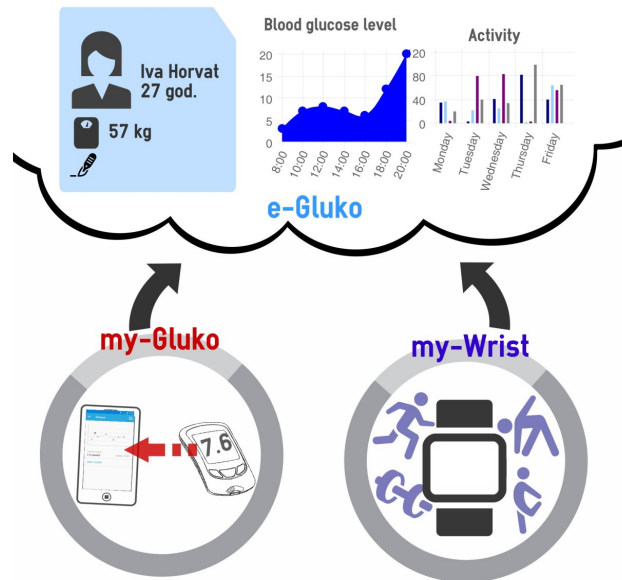 Blood glucose level
Activity
Iva Horvat
27 god.
57 kg
20
15
10
5
0
8:00
10:00
12:00
14:00
16:00
18:00
20:00
20
80
40
0
Monday
Tuesday
Wednesday
Thursday
Friday
e-Gluko
my-Gluko
my-Wrist
7.6